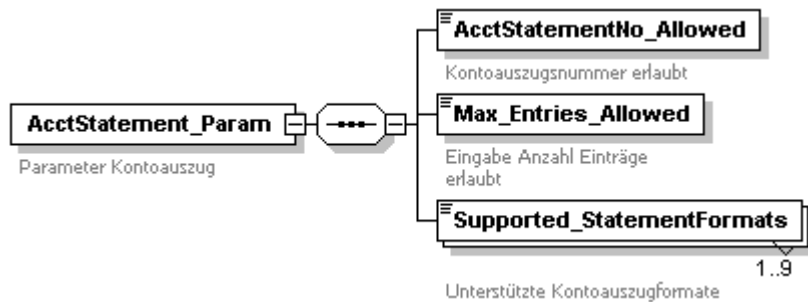 AcctStatementNo_Allowed
Kontoauszugsnummer erlaubt
AcctStatement_Param
Parameter Kontoauszug
Max_Entries_Allowed
Eingabe Anzahl Einträge
erlaubt
Supported_StatementFormats
1..9
Unterstützte Kontoauszugformate